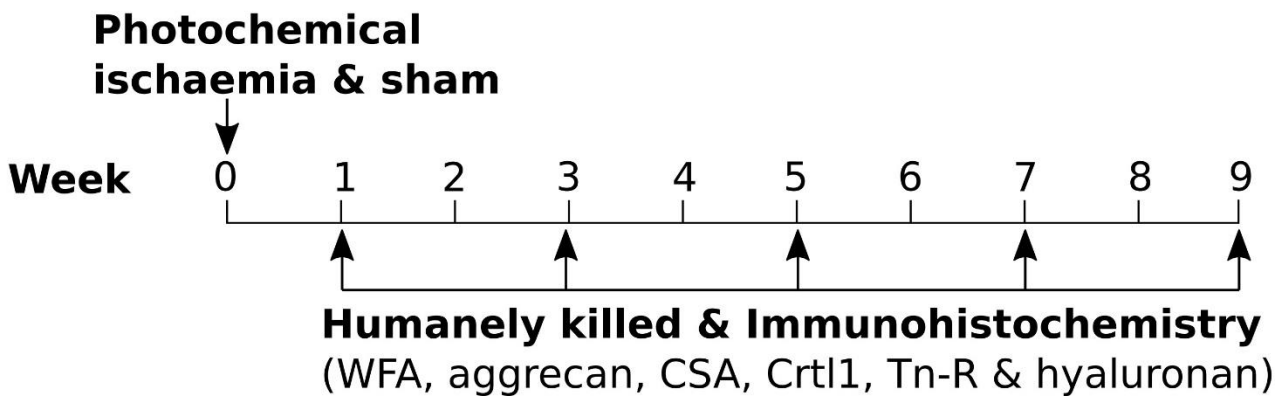 Photochemical
ischaemia & sham
Week 0 1 2 3 4 5 6 7 8 9
Humanely killed & Immunohistochemistry
(WFA, aggrecan, CSA, Crtl1, Tn-R & hyaluronan)